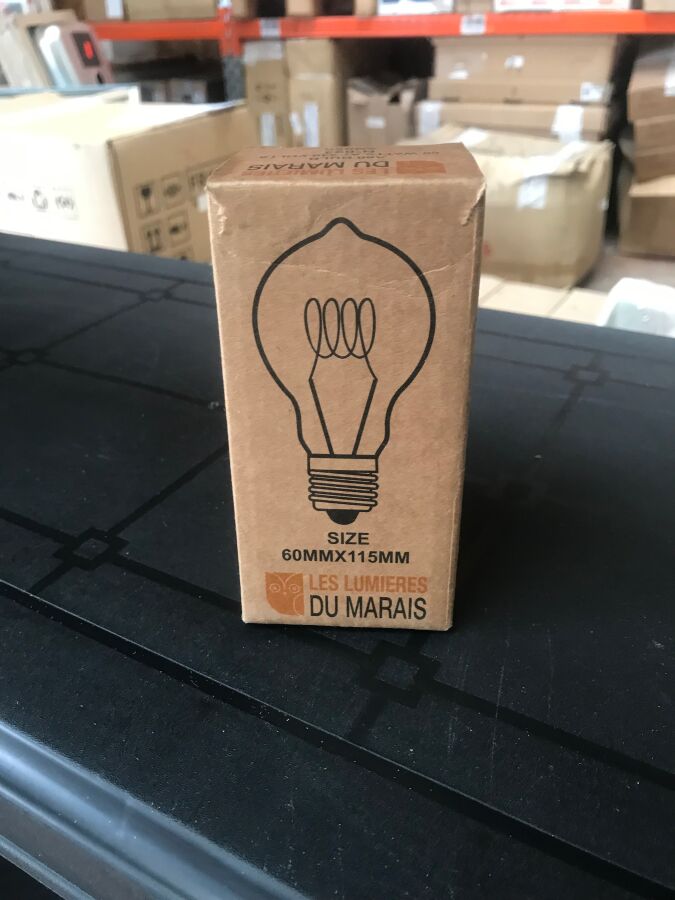 LES LUMIERES
DU MARAIS
SIZE
60MMX115MM
LES LUMIERES
DU MARAIS